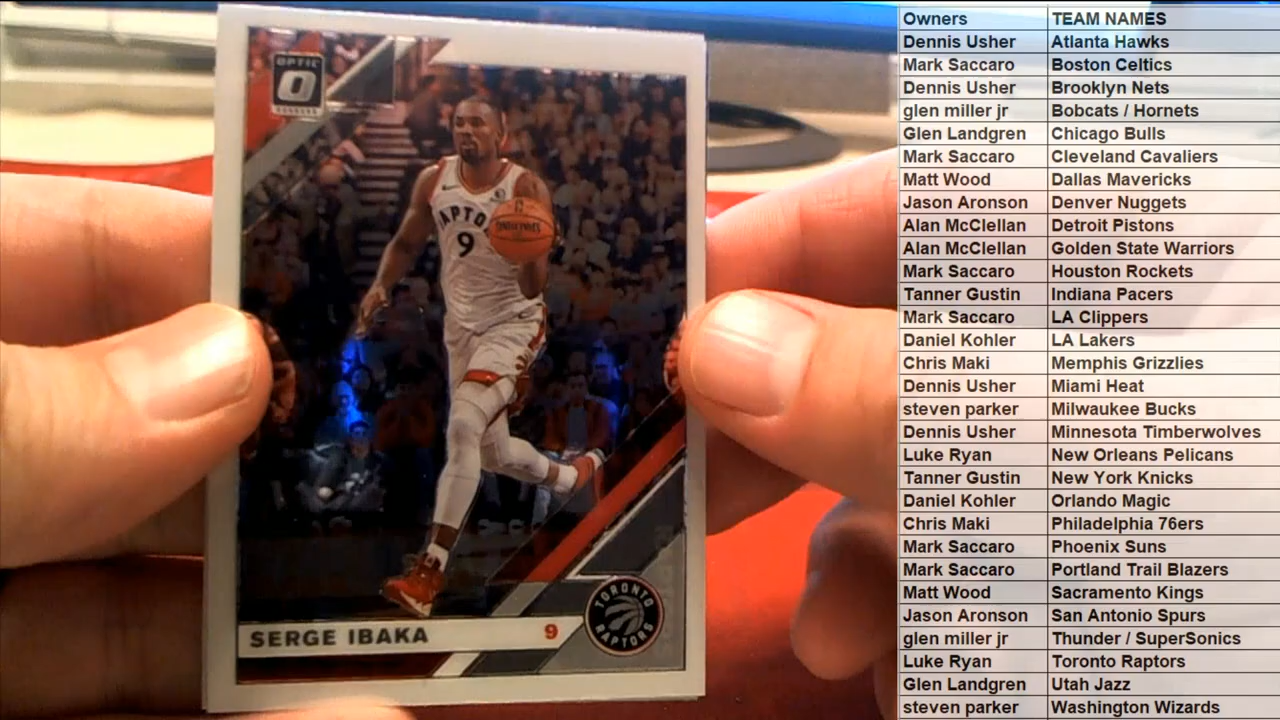 OPTIC
RAPTO
9
SPALDING
SERGE IBAKA 9
TORONTO
RAPTORS
Owners TEAM NAMES
Dennis Usher Atlanta Hawks
Mark Saccaro Boston Celtics
Dennis Usher Brooklyn Nets
glen miller jr Bobcats / Hornets
Glen Landgren Chicago Bulls
Mark Saccaro Cleveland Cavaliers
Matt Wood Dallas Mavericks
Jason Aronson Denver Nuggets
Alan McClellan Detroit Pistons
Alan McClellan Golden State Warriors
Mark Saccaro Houston Rockets
Tanner Gustin Indiana Pacers
Mark Saccaro LA Clippers
Daniel Kohler LA Lakers
Chris Maki Memphis Grizzlies
Dennis Usher Miami Heat
steven parker Milwaukee Bucks
Dennis Usher Minnesota Timberwolves
Luke Ryan New Orleans Pelicans
Tanner Gustin New York Knicks
Daniel Kohler Orlando Magic
Chris Maki Philadelphia 76ers
Mark Saccaro Phoenix Suns
Mark Saccaro Portland Trail Blazers
Matt Wood Sacramento Kings
Jason Aronson San Antonio Spurs
glen miller jr Thunder / SuperSonics
Luke Ryan Toronto Raptors
Glen Landgren Utah Jazz
steven parker Washington Wizards